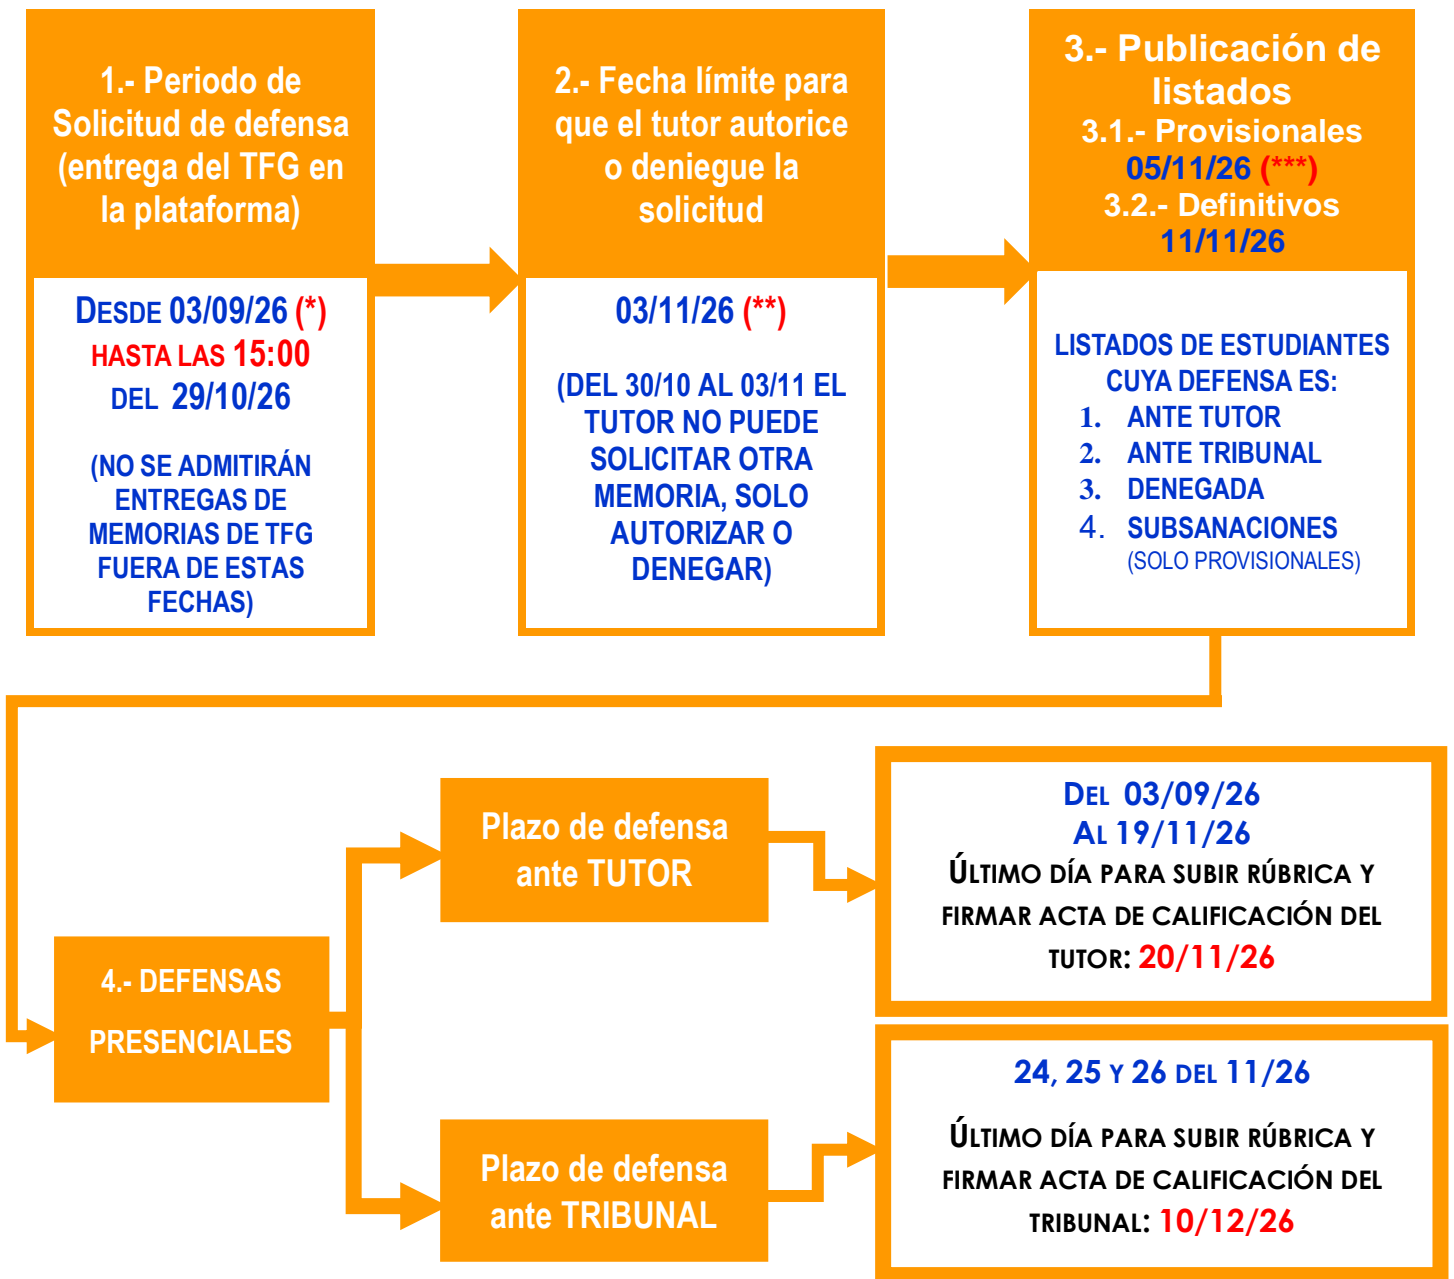 1.- Periodo de
Solicitud de defensa
(entrega del TFG en
la plataforma)
DESDE 03/09/26 (*)
HASTA LAS 15:00
DEL 29/10/26
(NO SE ADMITIRÁN
ENTREGAS DE
MEMORIAS DE TFG
FUERA DE ESTAS
FECHAS)
2.- Fecha límite para
que el tutor autorice
o deniegue la
solicitud
03/11/26 (**)
(DEL 30/10 AL 03/11 EL
TUTOR NO PUEDE
SOLICITAR OTRA
MEMORIA, SOLO
AUTORIZAR O
DENEGAR)
3.- Publicación de
listados
3.1.- Provisionales
05/11/26 (***)
3.2.- Definitivos
11/11/26
LISTADOS DE ESTUDIANTES
CUYA DEFENSA ES:
1. ANTE TUTOR
2. ANTE TRIBUNAL
3. DENEGADA
4. SUBSANACIONES
(SOLO PROVISIONALES)
4.- DEFENSAS
PRESENCIALES
Plazo de defensa
ante TUTOR
DEL 03/09/26
AL 19/11/26
ÚLTIMO DÍA PARA SUBIR RÚBRICA Y
FIRMAR ACTA DE CALIFICACIÓN DEL
TUTOR: 20/11/26
Plazo de defensa
ante TRIBUNAL
24, 25 Y 26 DEL 11/26
ÚLTIMO DÍA PARA SUBIR RÚBRICA Y
FIRMAR ACTA DE CALIFICACIÓN DEL
TRIBUNAL: 10/12/26